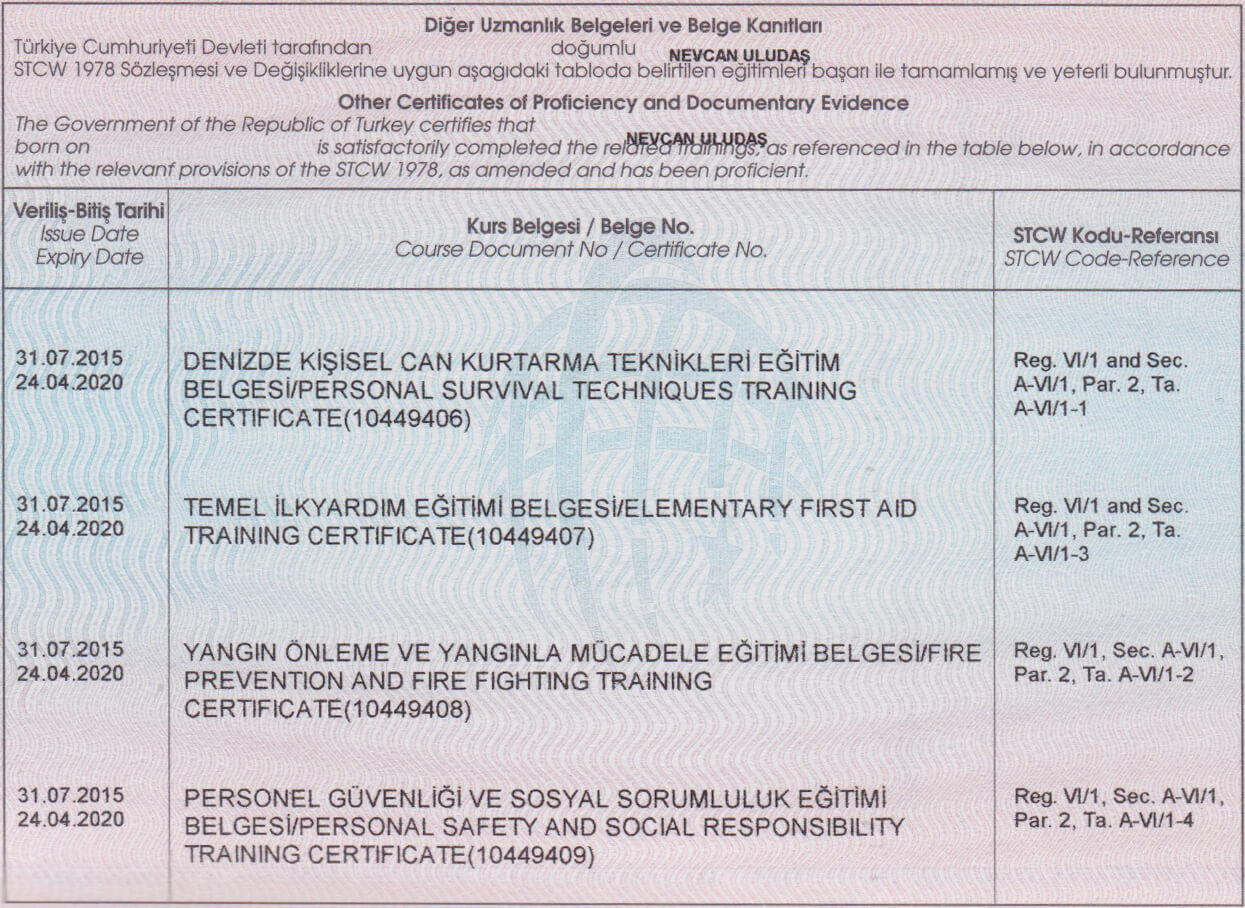 Diğer Uzmanlık Belgeleri ve Belge Kanıtları
Türkiye Cumhuriyeti Devleti tarafından doğumlu NEVCAN ULUDAŞ
STCW 1978 Sözleşmesi ve Değişikliklerine uygun aşağıdaki tabloda belirtilen eğitimleri başarı ile tamamlamış ve yeterli bulunmuştur.
Other Certificates of Proficiency and Documentary Evidence
The Government of the Republic of Turkey certifies that NEVCAN ULUDAŞ
born on is satisfactorily completed the related trainings, as referenced in the table below, in accordance
with the relevant provisions of the STCW 1978, as amended and has been proficient.
Veriliş-Bitiş Tarihi
Issue Date
Expiry Date
Kurs Belgesi / Belge No.
Course Document No / Certificate No.
STCW Kodu-Referansı
STCW Code-Reference
31.07.2015
24.04.2020
DENİZDE KİŞİSEL CAN KURTARMA TEKNİKLERİ EĞİTİM
BELGESİ/PERSONAL SURVIVAL TECHNIQUES TRAINING
CERTIFICATE(10449406)
Reg. VI/1 and Sec.
A-VI/1, Par. 2, Ta.
A-VI/1-1
31.07.2015
24.04.2020
TEMEL İLKYARDIM EĞİTİMİ BELGESİ/ELEMENTARY FIRST AID
TRAINING CERTIFICATE(10449407)
Reg. VI/1 and Sec.
A-VI/1, Par. 2, Ta.
A-VI/1-3
31.07.2015
24.04.2020
YANGIN ÖNLEME VE YANGINLA MÜCADELE EĞİTİMİ BELGESİ/FIRE
PREVENTION AND FIRE FIGHTING TRAINING
CERTIFICATE(10449408)
Reg. VI/1, Sec. A-VI/1,
Par. 2, Ta. A-VI/1-2
31.07.2015
24.04.2020
PERSONEL GÜVENLİĞİ VE SOSYAL SORUMLULUK EĞİTİMİ
BELGESİ/PERSONAL SAFETY AND SOCIAL RESPONSIBILITY
TRAINING CERTIFICATE(10449409)
Reg. VI/1, Sec. A-VI/1,
Par. 2, Ta. A-VI/1-4